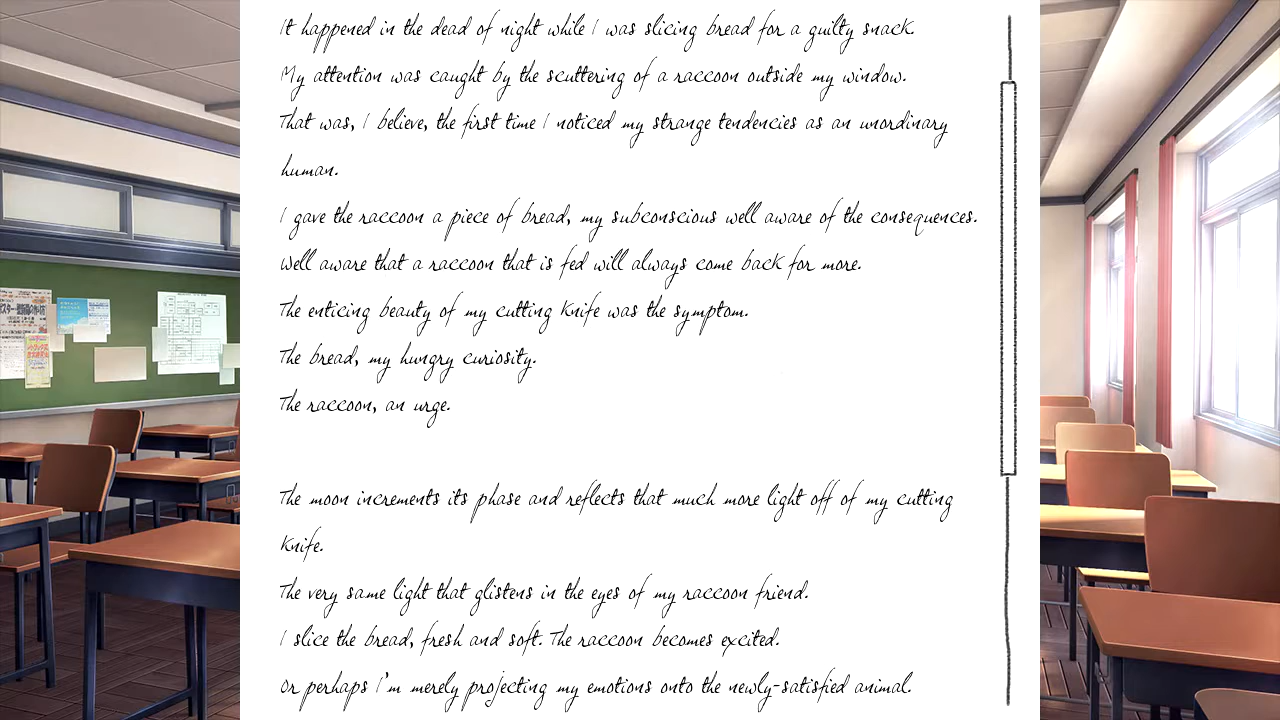 It happened in the dead of night while I was slicing bread for a guilty snack.
My attention was caught by the scuttering of a raccoon outside my window.
That was, I believe, the first time I noticed my strange tendencies as an unordinary
human.
I gave the raccoon a piece of bread, my subconscious well aware of the consequences.
Well aware that a raccoon that is fed will always come back for more.
The enticing beauty of my cutting knife was the symptom.
The bread, my hungry curiosity.
The raccoon, an urge.
The moon increments its phase and reflects that much more light off of my cutting
knife.
The very same light that glistens in the eyes of my raccoon friend.
I slice the bread, fresh and soft. The raccoon becomes excited.
Or perhaps I'm merely projecting my emotions onto the newly-satisfied animal.